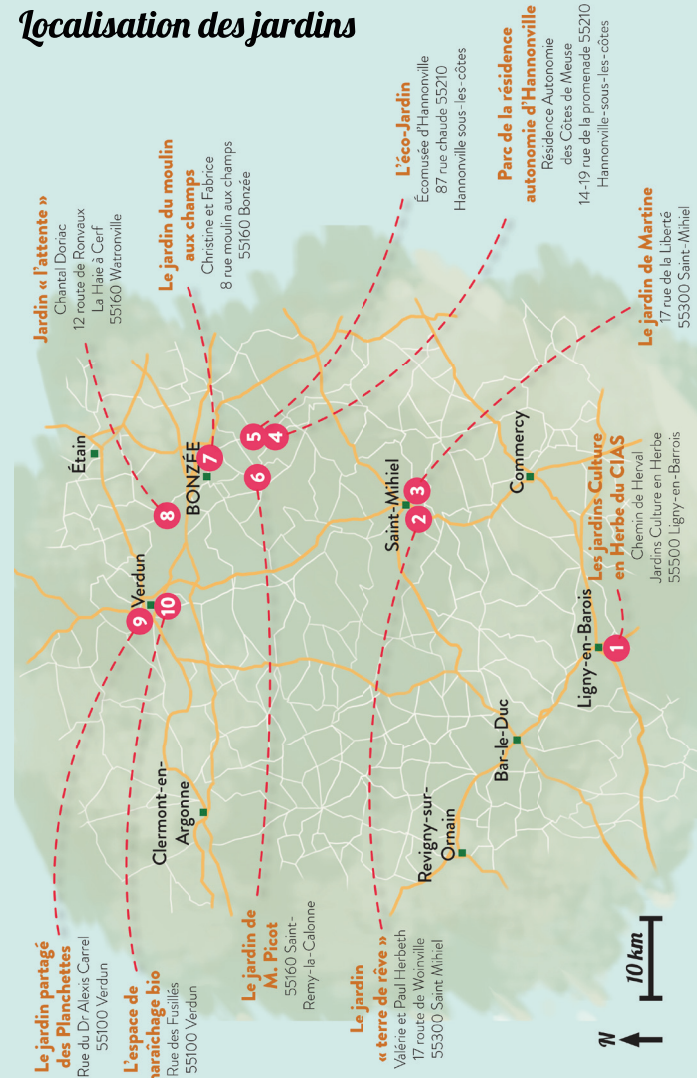 Localisation des jardins
Jardin « l'attente »
Chantal Doriac
12 route de Ronvaux
La Haie à Cerf
55160 Watronville
Le jardin du moulin
aux champs
Christine et Fabrice
8 rue moulin aux champs
55160 Bonzée
L'éco-Jardin
Écomusée d'Hannonville
87 rue chaude 55210
Hannonville sous-les-côtes
Parc de la résidence
autonomie d'Hannonville
Résidence Autonomie
des Côtes de Meuse
14-19 rue de la promenade 55210
Hannonville-sous-les-côtes
Le jardin de Martine
17 rue de la Liberté
55300 Saint-Mihiel
Les jardins Culture
en Herbe du CIAS
Chemin de Herval
Jardins Culture en Herbe
55500 Ligny-en-Barrois
Étain
BONZÉE
Verdun
Saint-Mihiel
Commercy
Ligny-en-Barois
Bar-le-Duc
Revigny-sur-
Ornain
Clermont-en-
Argonne
1
2
3
4
5
6
7
8
9
10
Le jardin partagé
des Planchettes
Rue du Dr Alexis Carrel
55100 Verdun
L'espace de
maraîchage bio
Rue des Fusillés
55100 Verdun
Le jardin de
M. Picot
55160 Saint-
Remy-la-Calonne
Le jardin
« terre de rêve »
Valérie et Paul Herbeth
17 route de Woinville
55300 Saint Mihiel
N
10 km